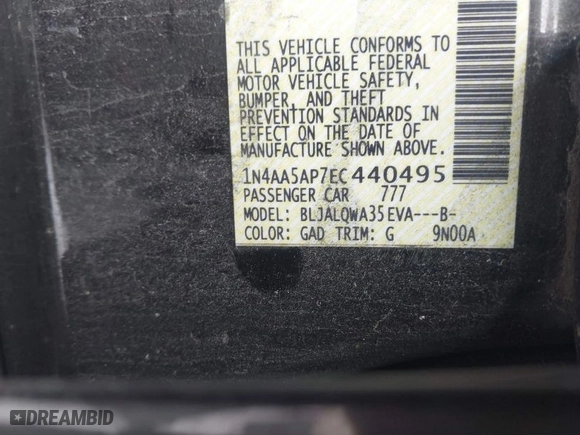 THIS VEHICLE CONFORMS TO
ALL APPLICABLE FEDERAL
MOTOR VEHICLE SAFETY,
BUMPER, AND THEFT
PREVENTION STANDARDS IN
EFFECT ON THE DATE OF
MANUFACTURE SHOWN ABOVE.
1N4AA5AP7EC440495
PASSENGER CAR 777
MODEL: BLJALQWA35EVA---B-
COLOR: GAD TRIM: G 9N00A
DREAMBID